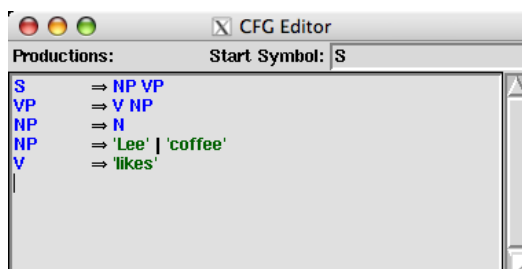 X CFG Editor
Productions: Start Symbol: S
S ⇒ NP VP
VP ⇒ V NP
NP ⇒ N
NP ⇒ 'Lee' | 'coffee'
V ⇒ 'likes'